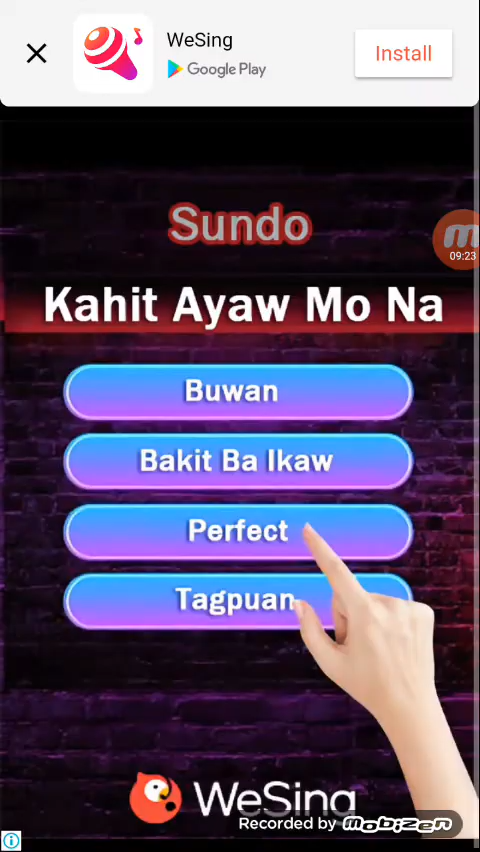 WeSing
Google Play
Install
Sundo
09:23
Kahit Ayaw Mo Na
Buwan
Bakit Ba Ikaw
Perfect
Tagpuan
WeSing
Recorded by mobizen